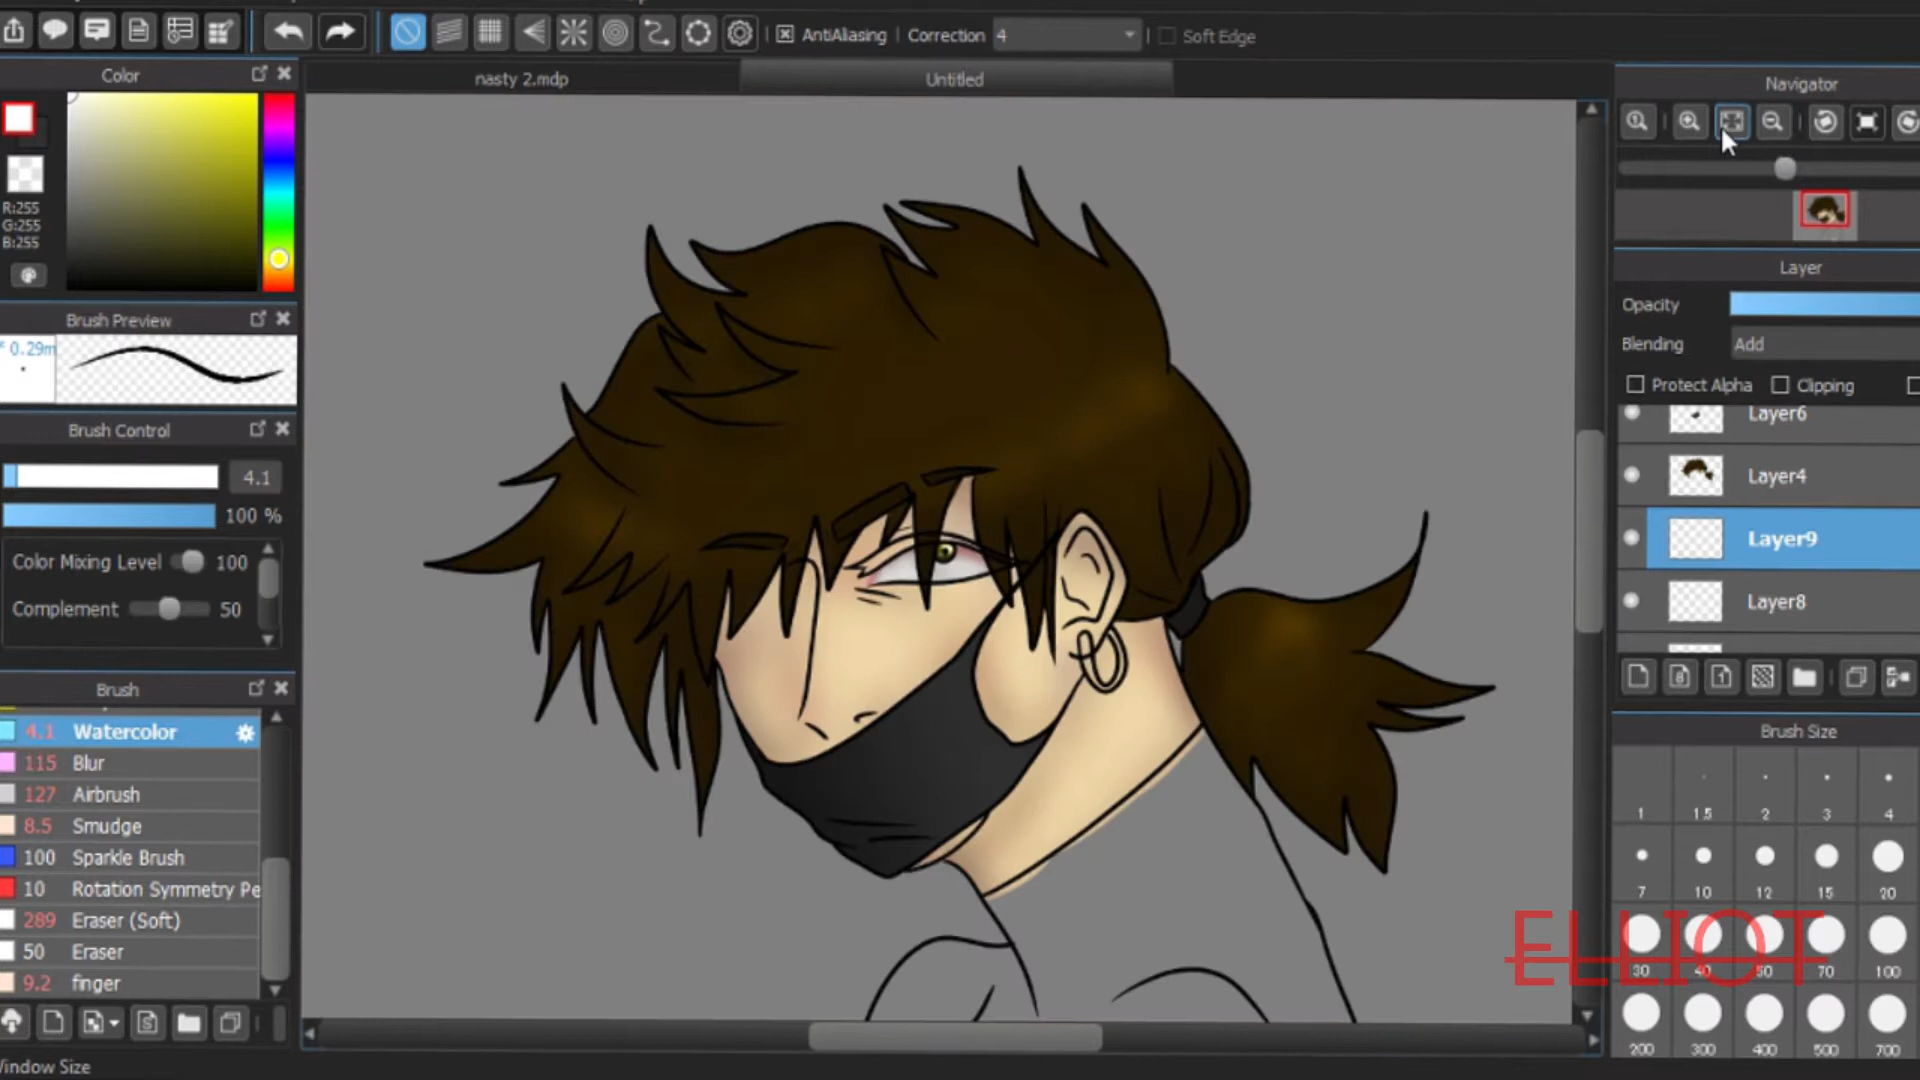 AntiAliasing
Correction
4
Soft Edge
Color
nasty 2.mdp
Untitled
Navigator
R:255
G:255
B:255
Layer
Opacity
Brush Preview
Blending
Add
0.29m
Protect Alpha
Clipping
Layer6
Brush Control
4.1
Layer4
100 %
Layer9
Color Mixing Level
100
Complement
50
Layer8
Brush
Brush Size
4.1 Watercolor
115 Blur
127 Airbrush
1 1.5 2 3 4
8.5 Smudge
100 Sparkle Brush
10 Rotation Symmetry Pe
7 10 12 15 20
289 Eraser (Soft)
50 Eraser
ELLIOT
30 40 50 70 100
9.2 finger
200 300 400 500 700
Window Size